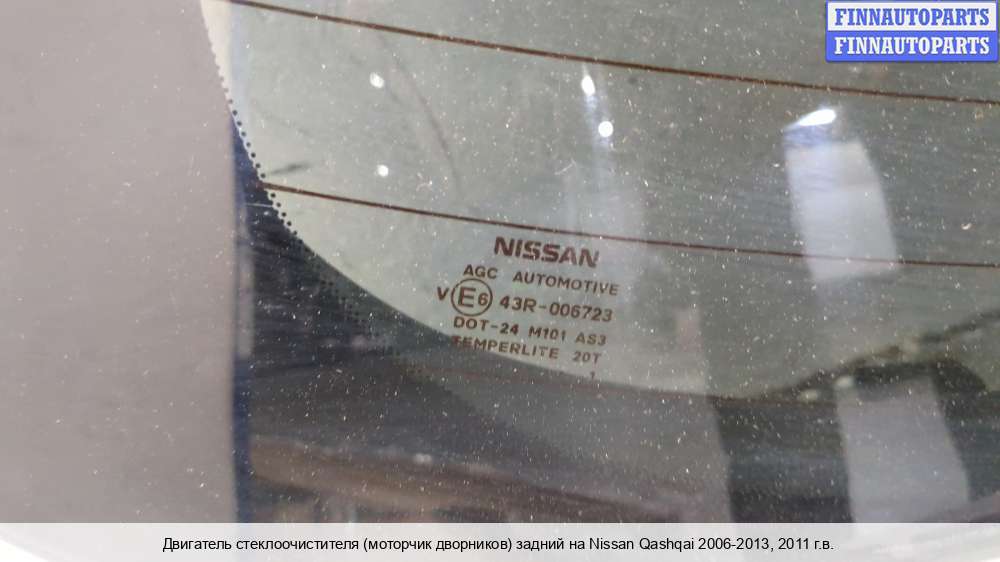 FINNAUTOPARTS
FINNAUTOPARTS
NISSAN
AGC AUTOMOTIVE
V E6 43R-006723
DOT-24 M101 AS3
TEMPERLITE 20T
1
Двигатель стеклоочистителя (моторчик дворников) задний на Nissan Qashqai 2006-2013, 2011 г.в.